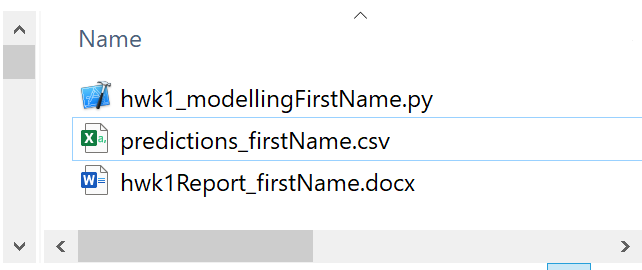 Name
hwk1_modellingFirstName.py
predictions_firstName.csv
hwk1Report_firstName.docx